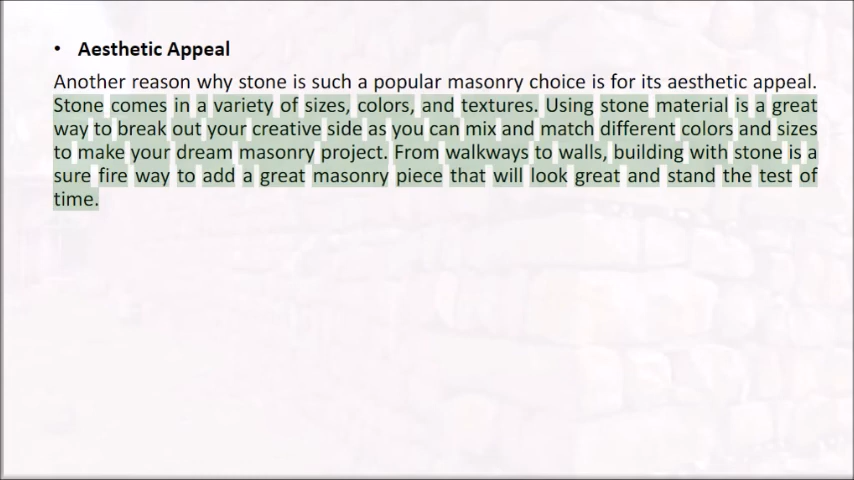 • Aesthetic Appeal
Another reason why stone is such a popular masonry choice is for its aesthetic appeal.
Stone comes in a variety of sizes, colors, and textures. Using stone material is a great
way to break out your creative side as you can mix and match different colors and sizes
to make your dream masonry project. From walkways to walls, building with stone is a
sure fire way to add a great masonry piece that will look great and stand the test of
time.